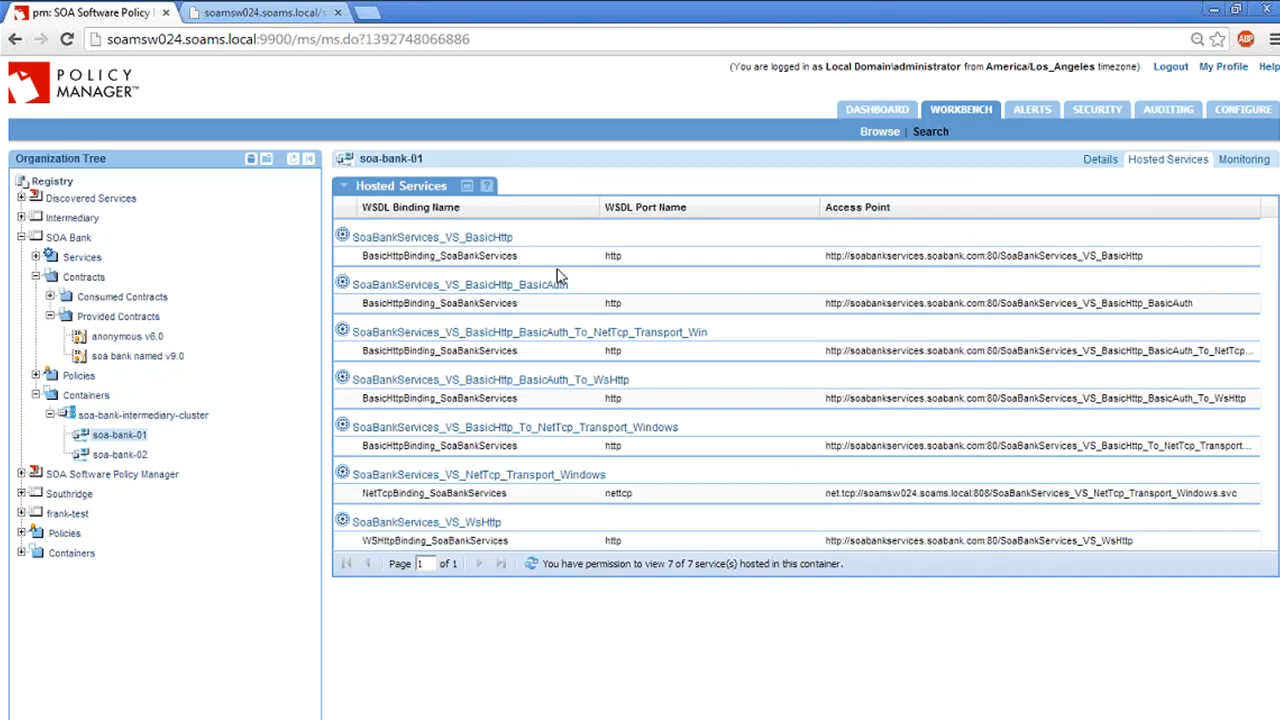 pm: SOA Software Policy
soamsw024.soams.local/s
soamsw024.soams.local:9900/ms/ms.do?1392748066886
ABP
POLICY
MANAGER™
(You are logged in as Local Domain\administrator from America/Los_Angeles timezone)
Logout
My Profile
Help
DASHBOARD
WORKBENCH
ALERTS
SECURITY
AUDITING
CONFIGURE
Browse | Search
Organization Tree
Registry
Discovered Services
Intermediary
SOA Bank
Services
Contracts
Consumed Contracts
Provided Contracts
anonymous v6.0
soa bank named v9.0
Policies
Containers
soa-bank-intermediary-cluster
soa-bank-01
soa-bank-02
SOA Software Policy Manager
Southridge
frank-test
Policies
Containers
soa-bank-01
Details
Hosted Services
Monitoring
Hosted Services
WSDL Binding Name WSDL Port Name Access Point
SoaBankServices_VS_BasicHttp
BasicHttpBinding_SoaBankServices http http://soabankservices.soabank.com:80/SoaBankServices_VS_BasicHttp
SoaBankServices_VS_BasicHttp_BasicAuth
BasicHttpBinding_SoaBankServices http http://soabankservices.soabank.com:80/SoaBankServices_VS_BasicHttp_BasicAuth
SoaBankServices_VS_BasicHttp_BasicAuth_To_NetTcp_Transport_Win
BasicHttpBinding_SoaBankServices http http://soabankservices.soabank.com:80/SoaBankServices_VS_BasicHttp_BasicAuth_To_NetTc...
SoaBankServices_VS_BasicHttp_BasicAuth_To_WsHttp
BasicHttpBinding_SoaBankServices http http://soabankservices.soabank.com:80/SoaBankServices_VS_BasicHttp_BasicAuth_To_WsHttp
SoaBankServices_VS_BasicHttp_To_NetTcp_Transport_Windows
BasicHttpBinding_SoaBankServices http http://soabankservices.soabank.com:80/SoaBankServices_VS_BasicHttp_To_NetTcp_Transport...
SoaBankServices_VS_NetTcp_Transport_Windows
NetTcpBinding_SoaBankServices nettcp net.tcp://soamsw024.soams.local:808/SoaBankServices_VS_NetTcp_Transport_Windows.svc
SoaBankServices_VS_WsHttp
WSHttpBinding_SoaBankServices http http://soabankservices.soabank.com:80/SoaBankServices_VS_WsHttp
Page 1 of 1 You have permission to view 7 of 7 service(s) hosted in this container.